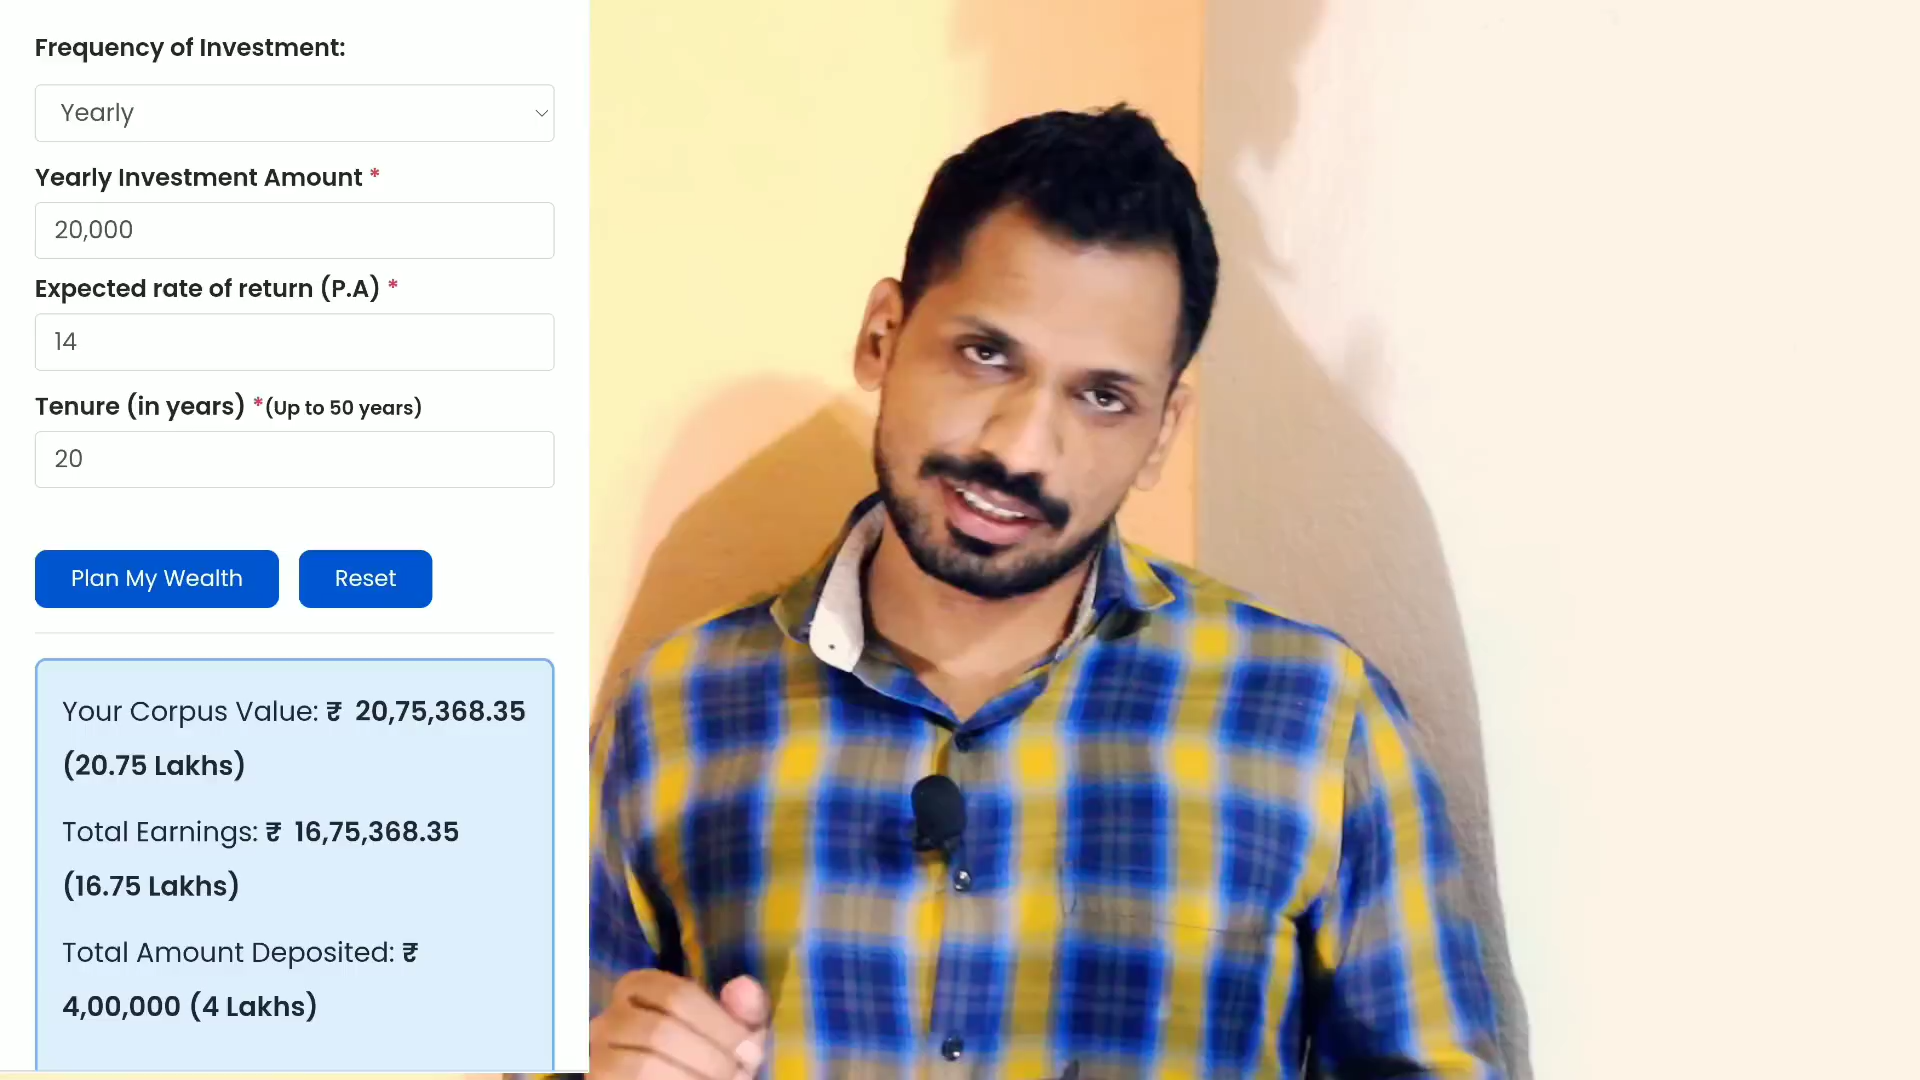 Frequency of Investment:
Yearly
Yearly Investment Amount *
20,000
Expected rate of return (P.A) *
14
Tenure (in years) *(Up to 50 years)
20
Plan My Wealth
Reset
Your Corpus Value: ₹ 20,75,368.35
(20.75 Lakhs)
Total Earnings: ₹ 16,75,368.35
(16.75 Lakhs)
Total Amount Deposited: ₹
4,00,000 (4 Lakhs)